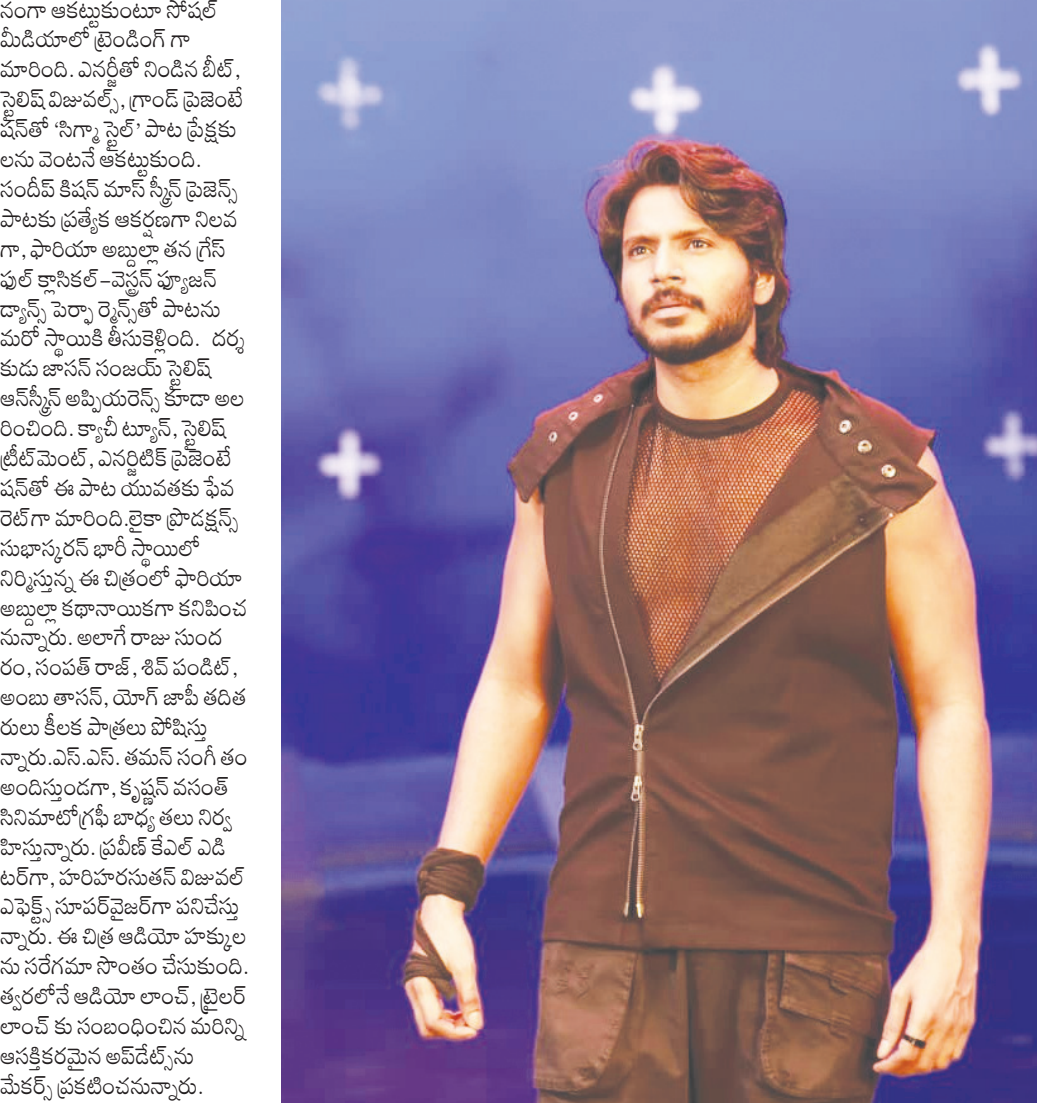 నంగా ఆకట్టుకుంటూ సోషల్
మీడియాలో ట్రెండింగ్ గా
మారింది. ఎనర్జీతో నిండిన బీట్,
స్టైలిష్ విజువల్స్, గ్రాండ్ ప్రెజెంటే
షన్‌తో ‘సిగ్మా స్టైల్’ పాట ప్రేక్షకు
లను వెంటనే ఆకట్టుకుంది.
సందీప్ కిషన్ మాస్ స్క్రీన్ ప్రెజెన్స్
పాటకు ప్రత్యేక ఆకర్షణగా నిలవ
గా, ఫారియా అబ్దుల్లా తన గ్రేస్
ఫుల్ క్లాసికల్–వెస్ట్రన్ ఫ్యూజన్
డ్యాన్స్ పెర్ఫా ర్మెన్స్‌తో పాటను
మరో స్థాయికి తీసుకెళ్లింది. దర్శ
కుడు జాసన్ సంజయ్ స్టైలిష్
ఆన్‌స్క్రీన్ అప్పియరెన్స్ కూడా అల
రించింది. క్యాచీ ట్యూన్, స్టైలిష్
ట్రీట్‌మెంట్, ఎనర్జిటిక్ ప్రెజెంటే
షన్‌తో ఈ పాట యువతకు ఫేవ
రెట్‌గా మారింది.లైకా ప్రొడక్షన్స్
సుభాస్కరన్ భారీ స్థాయిలో
నిర్మిస్తున్న ఈ చిత్రంలో ఫారియా
అబ్దుల్లా కథానాయికగా కనిపించ
నున్నారు. అలాగే రాజు సుంద
రం, సంపత్ రాజ్, శివ్ పండిట్,
అంబు తాసన్, యోగ్ జాపీ తదిత
రులు కీలక పాత్రలు పోషిస్తు
న్నారు.ఎస్.ఎస్. తమన్ సంగీ తం
అందిస్తుండగా, కృష్ణన్ వసంత్
సినిమాటోగ్రఫీ బాధ్య తలు నిర్వ
హిస్తున్నారు. ప్రవీణ్ కేఎల్ ఎడి
టర్‌గా, హరిహరసుతన్ విజువల్
ఎఫెక్ట్స్ సూపర్‌వైజర్‌గా పనిచేస్తు
న్నారు. ఈ చిత్ర ఆడియో హక్కుల
ను సరేగమా సొంతం చేసుకుంది.
త్వరలోనే ఆడియో లాంచ్, ట్రైలర్
లాంచ్ కు సంబంధించిన మరిన్ని
ఆసక్తికరమైన అప్‌డేట్స్‌ను
మేకర్స్ ప్రకటించనున్నారు.